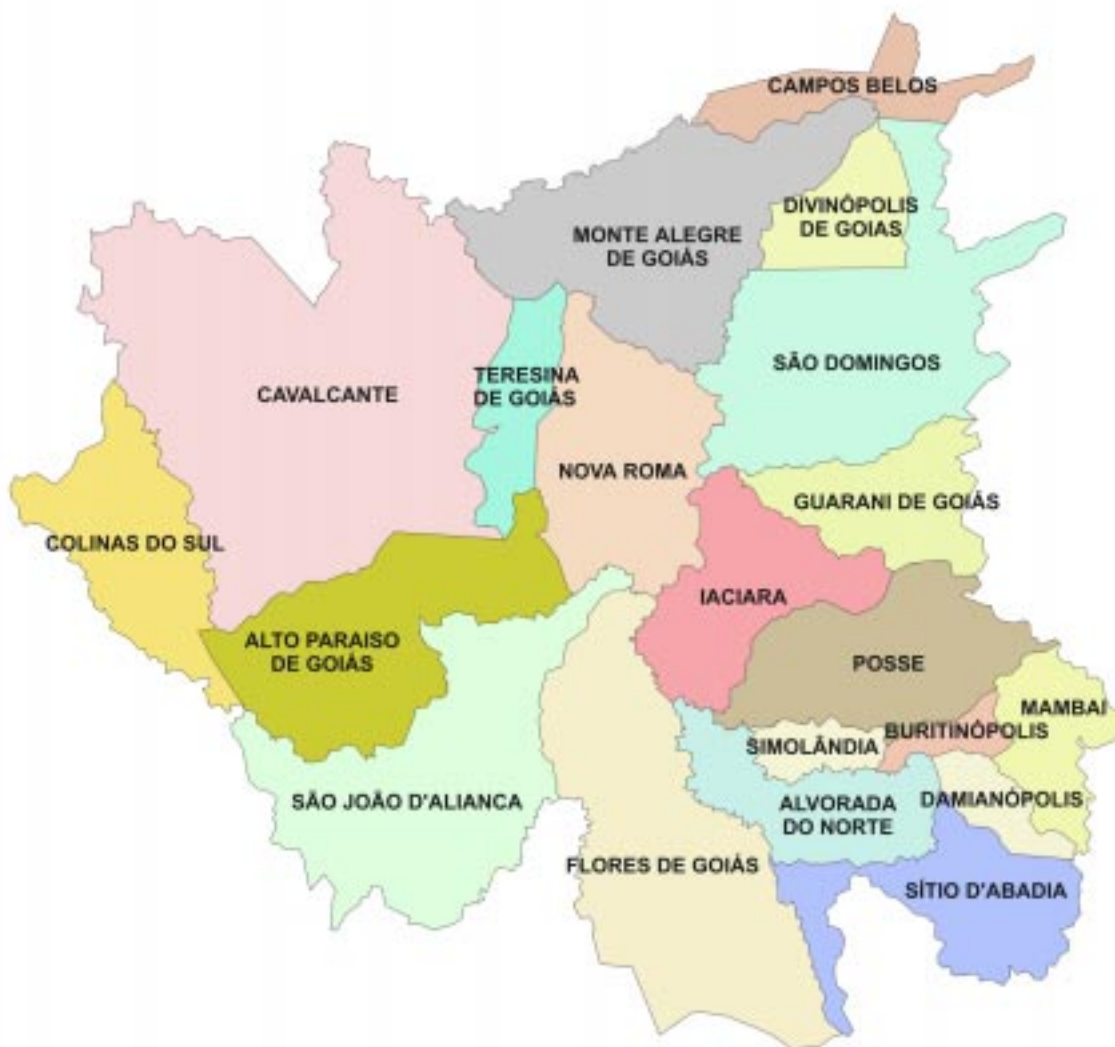 CAMPOS BELOS
DIVINÓPOLIS
DE GOIAS
MONTE ALEGRE
DE GOIÁS
SÃO DOMINGOS
TERESINA
DE GOIÁS
CAVALCANTE
NOVA ROMA
GUARANI DE GOIÁS
COLINAS DO SUL
IACIARA
ALTO PARAISO
DE GOIÁS
POSSE
MAMBAÍ
BURITINÓPOLIS
SIMOLÂNDIA
SÃO JOÃO D'ALIANCA
ALVORADA
DO NORTE
DAMIANÓPOLIS
FLORES DE GOIÁS
SÍTIO D'ABADIA